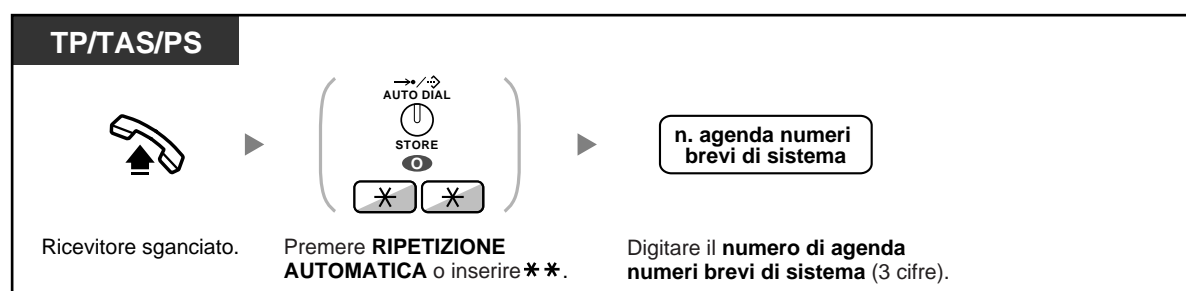 TP/TAS/PS
AUTO DIAL
STORE
O
n. agenda numeri
brevi di sistema
Ricevitore sganciato.
Premere RIPETIZIONE
AUTOMATICA o inserire ✱ ✱.
Digitare il numero di agenda
numeri brevi di sistema (3 cifre).